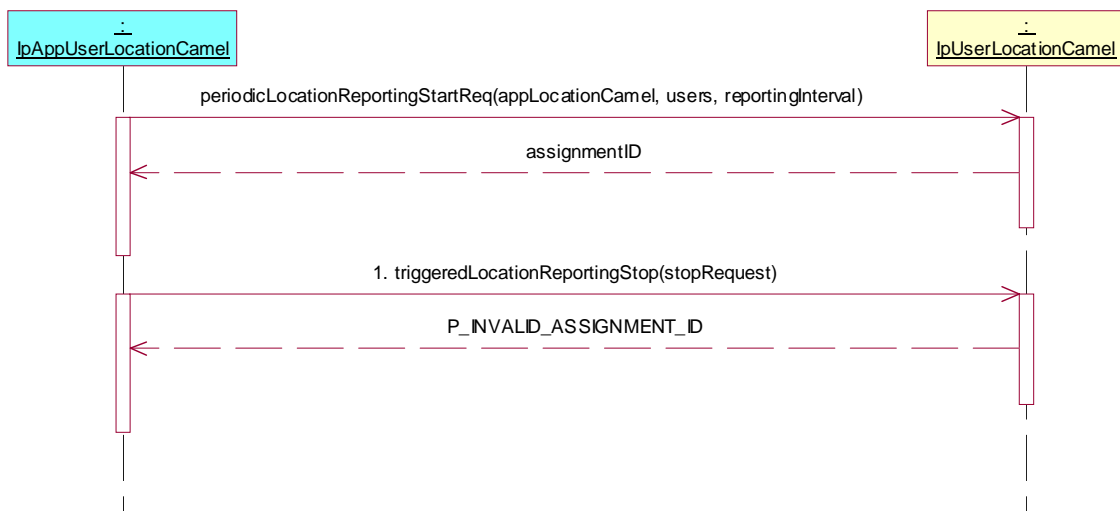 :
IpAppUserLocationCamel
:
IpUserLocationCamel
periodicLocationReportingStartReq(appLocationCamel, users, reportingInterval)
assignmentID
1. triggeredLocationReportingStop(stopRequest)
P_INVALID_ASSIGNMENT_ID